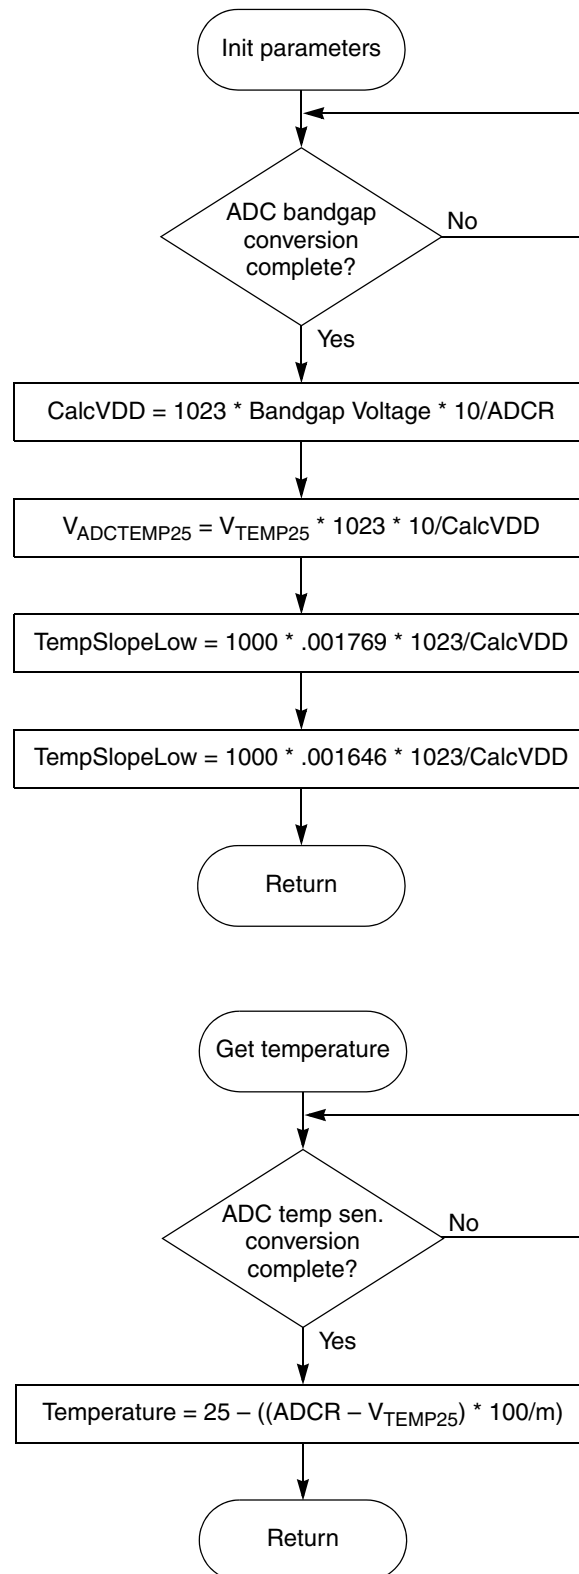 Init parameters
ADC bandgap
conversion
complete?
No
Yes
CalcVDD = 1023 * Bandgap Voltage * 10/ADCR
VADCTEMP25 = VTEMP25 * 1023 * 10/CalcVDD
TempSlopeLow = 1000 * .001769 * 1023/CalcVDD
TempSlopeLow = 1000 * .001646 * 1023/CalcVDD
Return
Get temperature
ADC temp sen.
conversion
complete?
No
Yes
Temperature = 25 – ((ADCR – VTEMP25) * 100/m)
Return